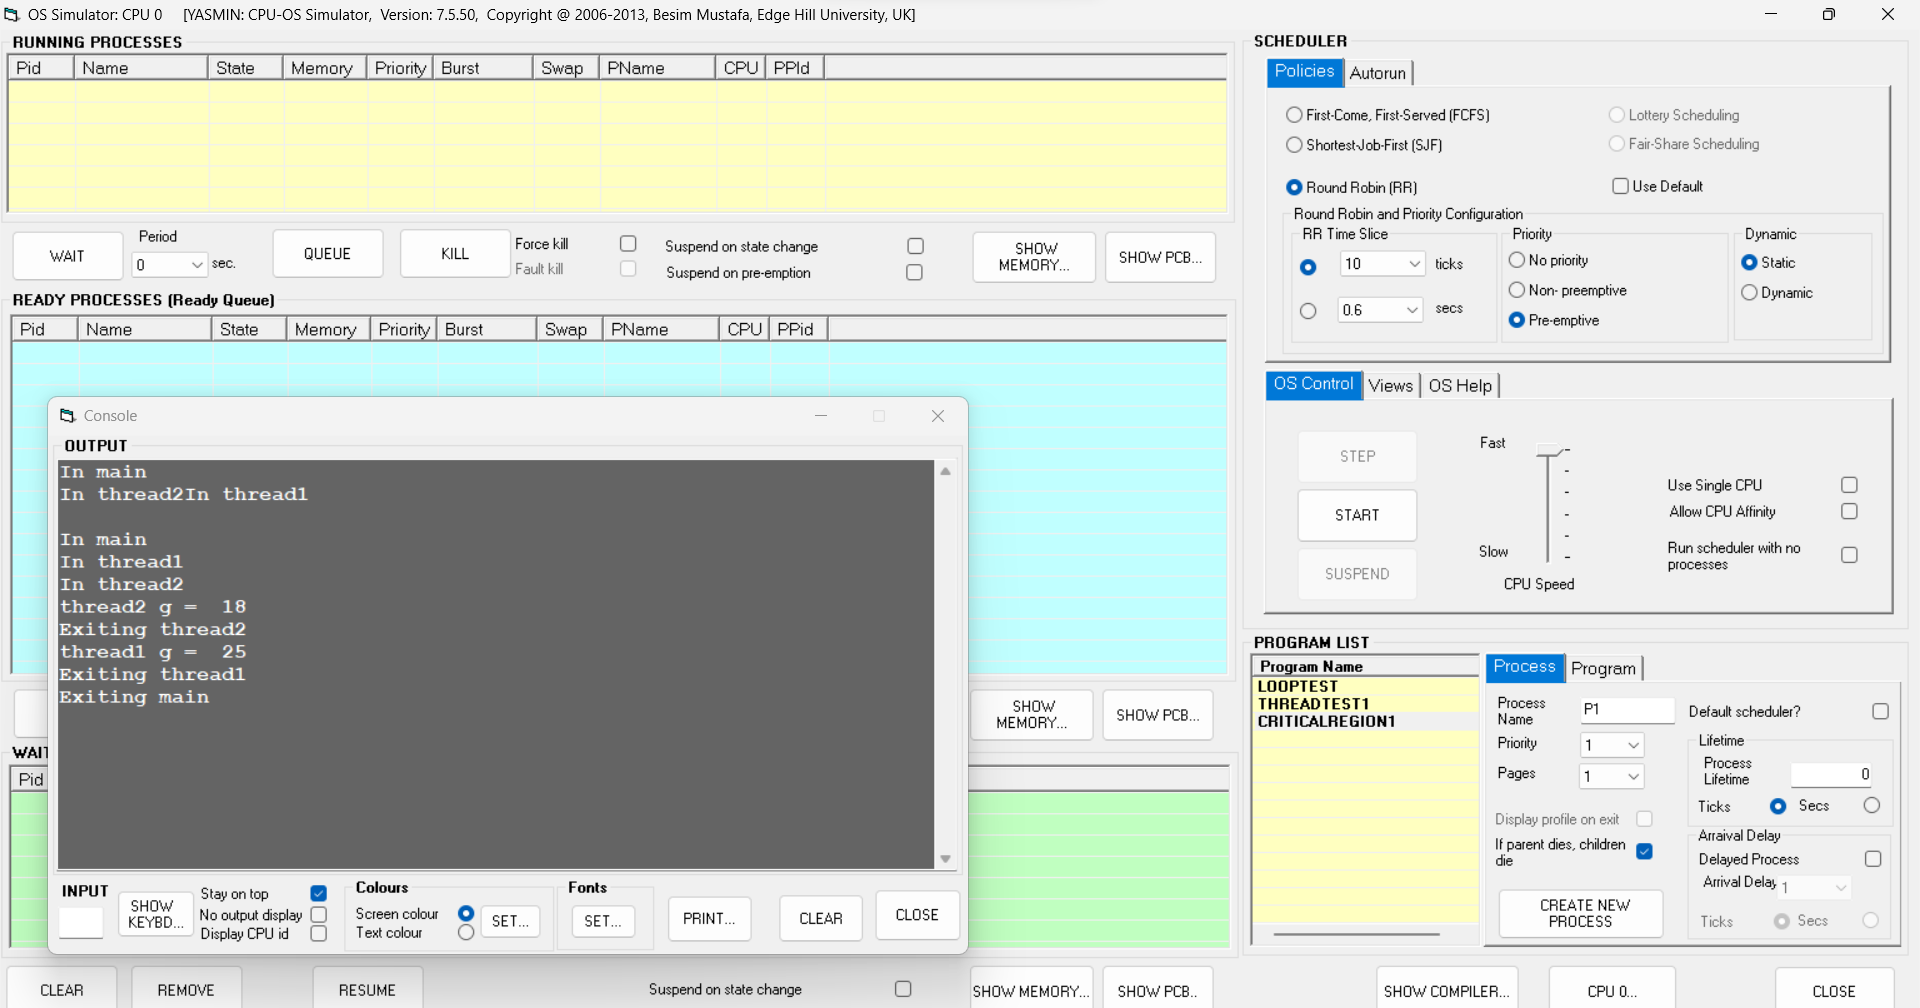 OS Simulator: CPU 0 [YASMIN: CPU-OS Simulator, Version: 7.5.50, Copyright @ 2006-2013, Besim Mustafa, Edge Hill University, UK]
RUNNING PROCESSES
Pid Name State Memory Priority Burst Swap PName CPU PPId
WAIT
Period
0 sec.
QUEUE
KILL
Force kill
Fault kill
Suspend on state change
Suspend on pre-emption
SHOW
MEMORY...
SHOW PCB...
READY PROCESSES (Ready Queue)
Pid Name State Memory Priority Burst Swap PName CPU PPid
Console
OUTPUT
In main
In thread2In thread1
In main
In thread1
In thread2
thread2 g = 18
Exiting thread2
thread1 g = 25
Exiting thread1
Exiting main
INPUT
SHOW
KEYBD...
Stay on top
No output display
Display CPU id
Colours
Screen colour
Text colour
SET...
Fonts
SET...
PRINT...
CLEAR
CLOSE
SHOW
MEMORY...
SHOW PCB...
WAIT
Pid
CLEAR
REMOVE
RESUME
Suspend on state change
SHOW MEMORY...
SHOW PCB..
SCHEDULER
Policies Autorun
First-Come, First-Served (FCFS)
Lottery Scheduling
Shortest-Job-First (SJF)
Fair-Share Scheduling
Round Robin (RR)
Use Default
Round Robin and Priority Configuration
RR Time Slice
10 ticks
0.6 secs
Priority
No priority
Non- preemptive
Pre-emptive
Dynamic
Static
Dynamic
OS Control Views OS Help
STEP
START
SUSPEND
Fast
Slow
CPU Speed
Use Single CPU
Allow CPU Affinity
Run scheduler with no
processes
PROGRAM LIST
Program Name
LOOPTEST
THREADTEST1
CRITICALREGION1
Process Program
Process
Name
P1
Priority 1
Pages 1
Display profile on exit
If parent dies, children
die
CREATE NEW
PROCESS
Default scheduler?
Lifetime
Process
Lifetime
0
Ticks Secs
Arraival Delay
Delayed Process
Arrival Delay 1
Ticks Secs
SHOW COMPILER...
CPU 0...
CLOSE